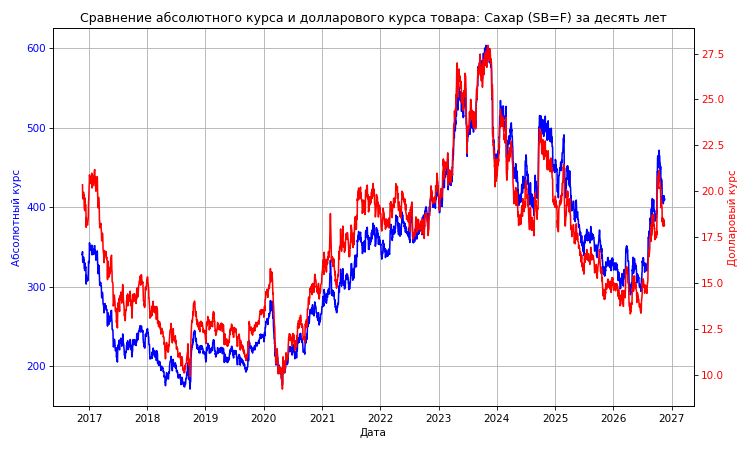 Сравнение абсолютного курса и долларового курса товара: Сахар (SB=F) за десять лет
600
500
400
300
200
Абсолютный курс
27.5
25.0
22.5
20.0
17.5
15.0
12.5
10.0
Долларовый курс
2017 2018 2019 2020 2021 2022 2023 2024 2025 2026 2027
Дата